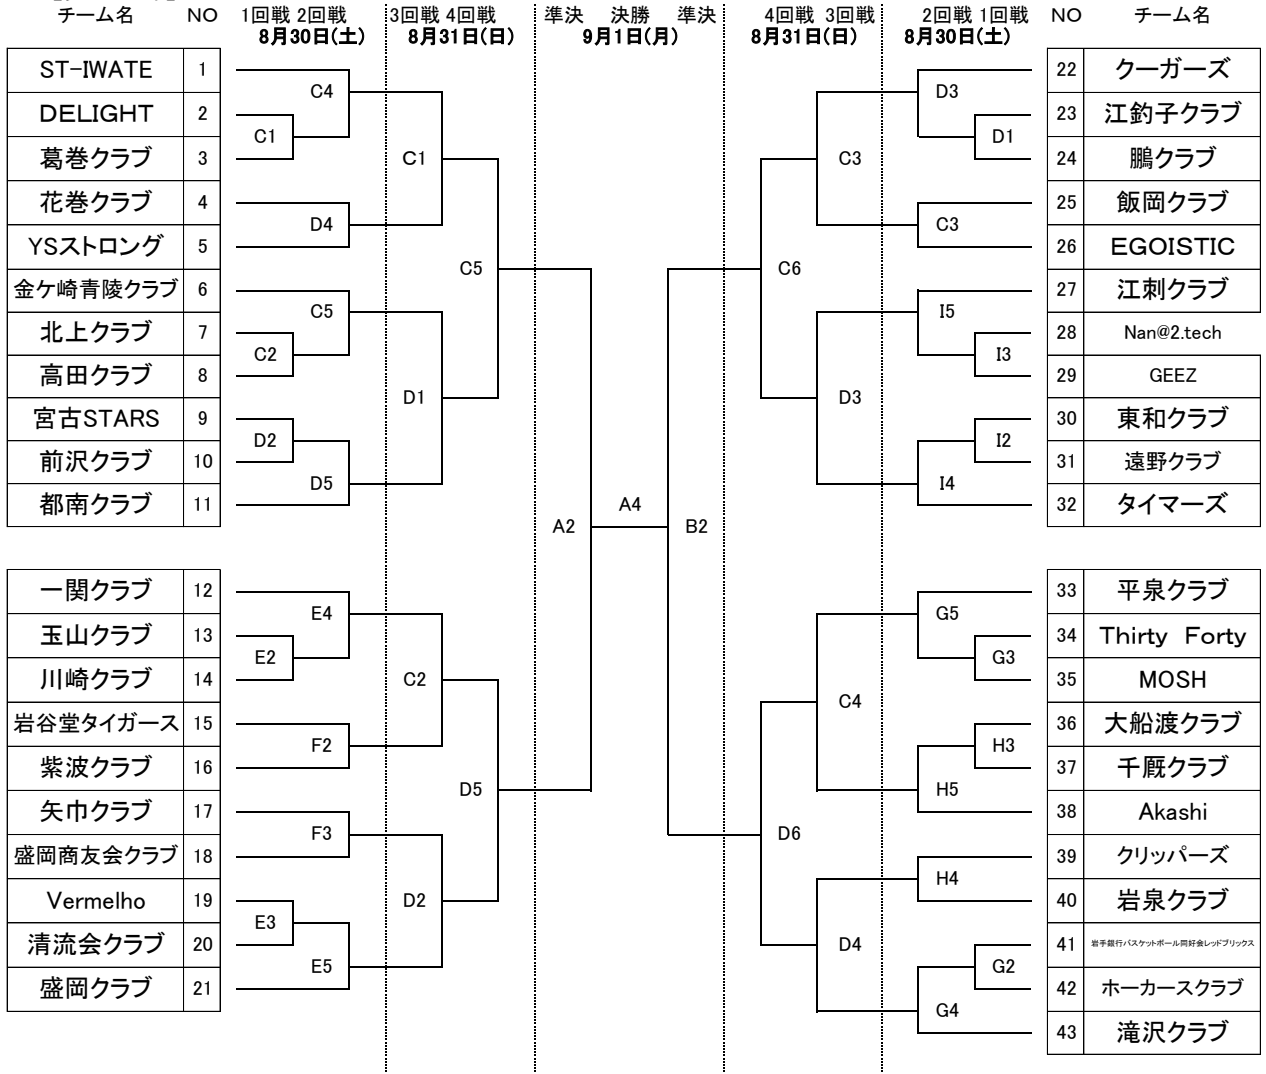 チーム名 NO 1回戦 2回戦 3回戦 4回戦 準決 決勝 準決 4回戦 3回戦 2回戦 1回戦 NO チーム名
8月30日(土) 8月31日(日) 9月1日(月) 8月31日(日) 8月30日(土)
ST-IWATE 1 22 クーガーズ
C4 D3
DELIGHT 2 23 江釣子クラブ
C1 D1
葛巻クラブ 3 C1 C3 24 鵬クラブ
花巻クラブ 4 25 飯岡クラブ
D4 C3
YSストロング 5 26 EGOISTIC
C5 C6
金ケ崎青陵クラブ 6 27 江刺クラブ
C5 I5
北上クラブ 7 28 Nan@2.tech
C2 I3
高田クラブ 8 29 GEEZ
D1 D3
宮古STARS 9 30 東和クラブ
D2 I2
前沢クラブ 10 31 遠野クラブ
D5 I4
都南クラブ 11 A4 32 タイマーズ
A2 B2
一関クラブ 12 33 平泉クラブ
E4 G5
玉山クラブ 13 34 Thirty Forty
E2 G3
川崎クラブ 14 C2 35 MOSH
C4
岩谷堂タイガース 15 36 大船渡クラブ
F2 H3
紫波クラブ 16 37 千厩クラブ
D5 H5
矢巾クラブ 17 38 Akashi
F3 D6
盛岡商友会クラブ 18 39 クリッパーズ
H4
Vermelho 19 D2 40 岩泉クラブ
E3
清流会クラブ 20 D4 41 岩手銀行バスケットボール同好会レッドブリックス
E5 G2
盛岡クラブ 21 42 ホーカースクラブ
G4
43 滝沢クラブ